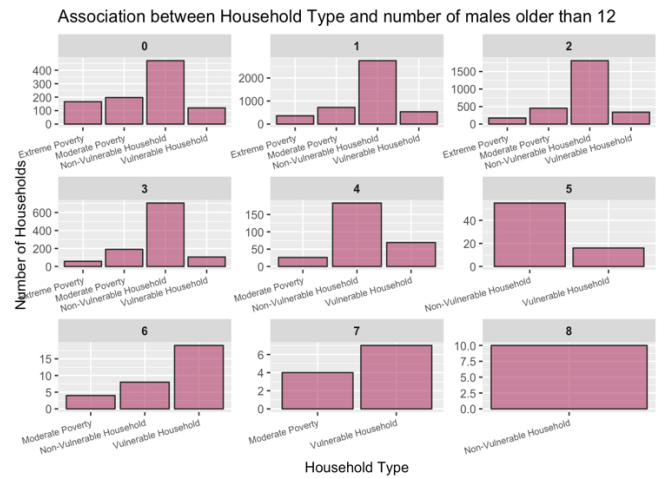 Association between Household Type and number of males older than 12
0
1
2
400
300
200
100
0
2000
1000
0
1500
1000
500
0
Extreme Poverty
Moderate Poverty
Non-Vulnerable Household
Vulnerable Household
Extreme Poverty
Moderate Poverty
Non-Vulnerable Household
Vulnerable Household
Extreme Poverty
Moderate Poverty
Non-Vulnerable Household
Vulnerable Household
Number of Households
3
4
5
600
400
200
0
150
100
50
0
40
20
0
Extreme Poverty
Moderate Poverty
Non-Vulnerable Household
Vulnerable Household
Moderate Poverty
Non-Vulnerable Household
Vulnerable Household
Non-Vulnerable Household
Vulnerable Household
6
7
8
15
10
5
0
6
4
2
0
10.0
7.5
5.0
2.5
0.0
Moderate Poverty
Non-Vulnerable Household
Vulnerable Household
Moderate Poverty
Vulnerable Household
Non-Vulnerable Household
Household Type